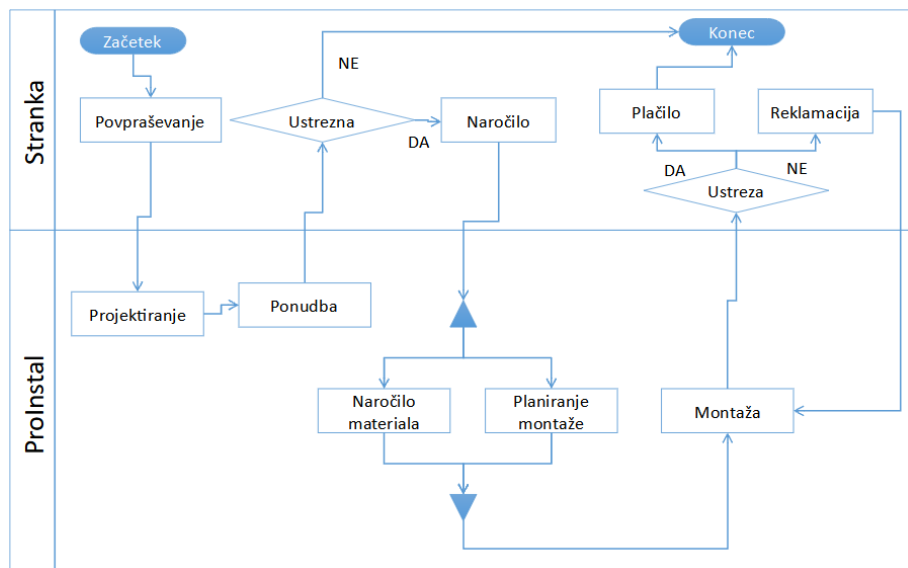 Stranka
Začetek
Povpraševanje
Ustrezna
NE
DA
Naročilo
Konec
Plačilo
Reklamacija
DA
NE
Ustreza
ProInstal
Projektiranje
Ponudba
Naročilo
materiala
Planiranje
montaže
Montaža